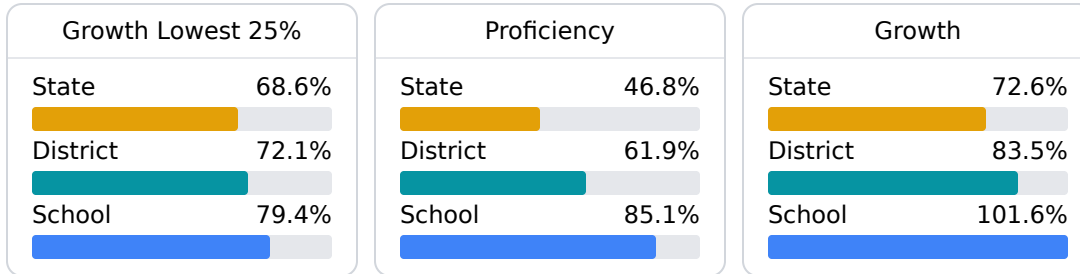 Growth Lowest 25%
State 68.6%
District 72.1%
School 79.4%
Proficiency
State 46.8%
District 61.9%
School 85.1%
Growth
State 72.6%
District 83.5%
School 101.6%